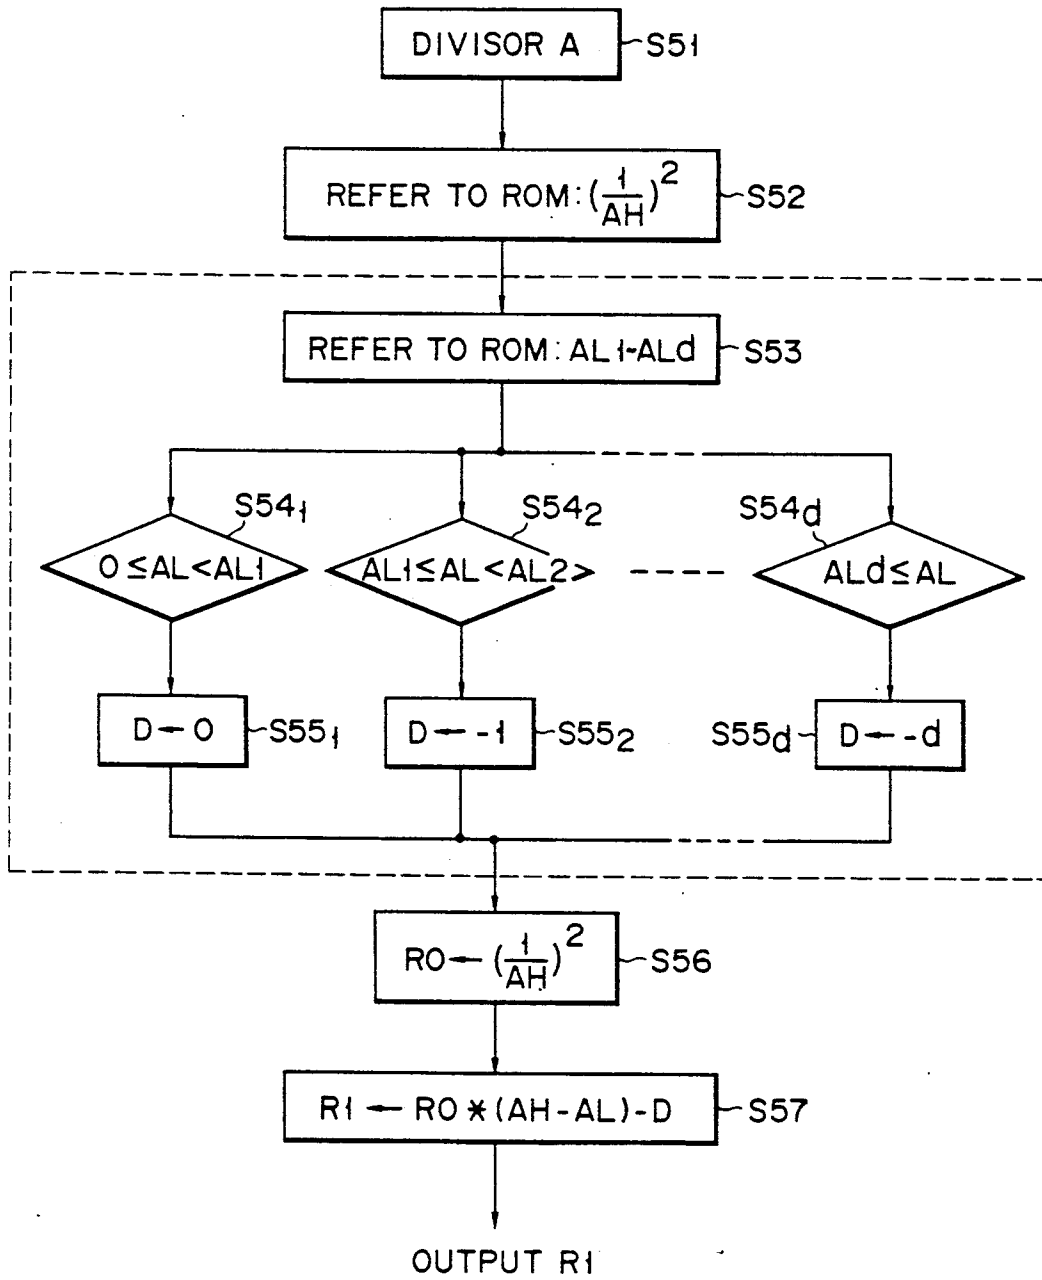 DIVISOR A S51
REFER TO ROM: (1/AH)² S52
REFER TO ROM: AL1-ALd S53
S54₁ S54₂ S54d
0 ≤ AL < AL1 AL1 ≤ AL < AL2 ALd ≤ AL
D ← 0 S55₁ D ← -1 S55₂ S55d D ← -d
R0 ← (1/AH)² S56
R1 ← R0 * (AH - AL) - D S57
OUTPUT R1